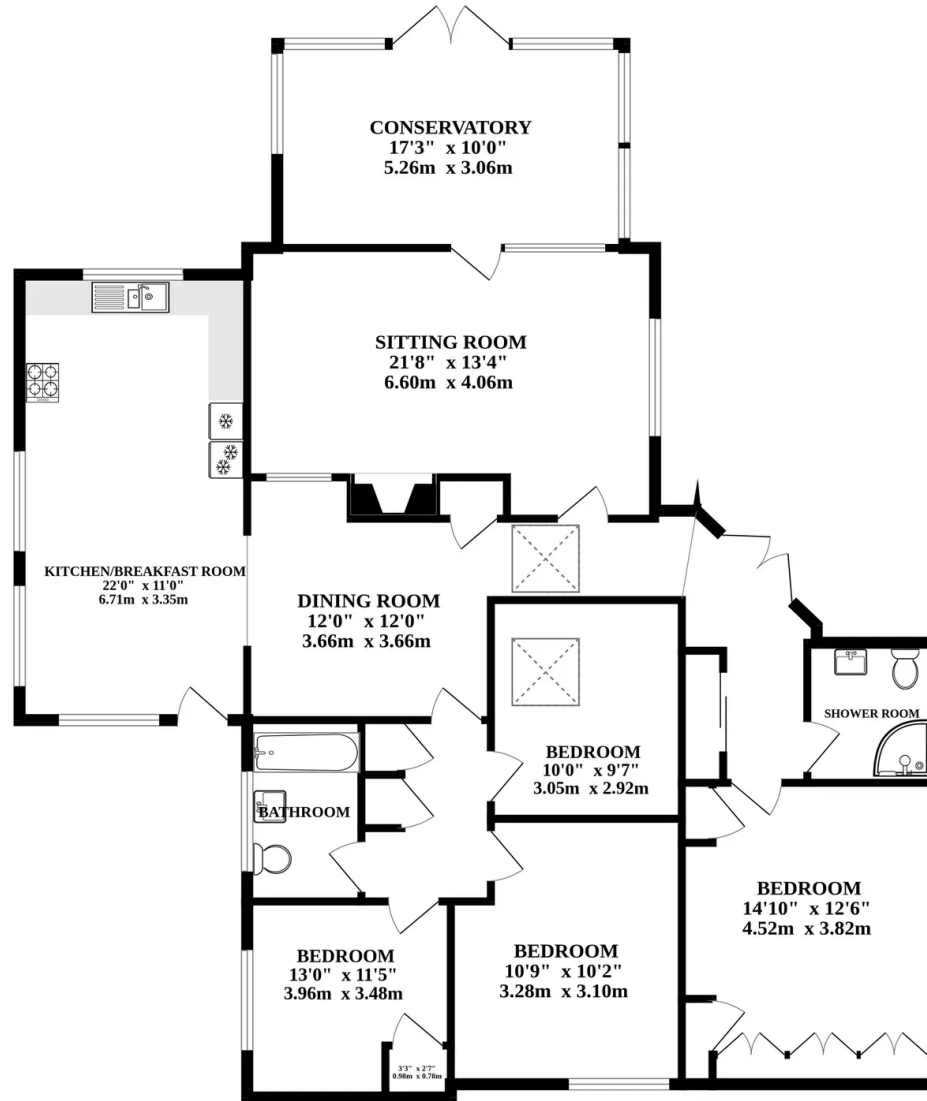 CONSERVATORY
17'3" x 10'0"
5.26m x 3.06m
SITTING ROOM
21'8" x 13'4"
6.60m x 4.06m
KITCHEN/BREAKFAST ROOM
22'0" x 11'0"
6.71m x 3.35m
DINING ROOM
12'0" x 12'0"
3.66m x 3.66m
SHOWER ROOM
BEDROOM
10'0" x 9'7"
3.05m x 2.92m
BATHROOM
BEDROOM
14'10" x 12'6"
4.52m x 3.82m
BEDROOM
13'0" x 11'5"
3.96m x 3.48m
BEDROOM
10'9" x 10'2"
3.28m x 3.10m
3'3" x 2'7"
0.98m x 0.78m